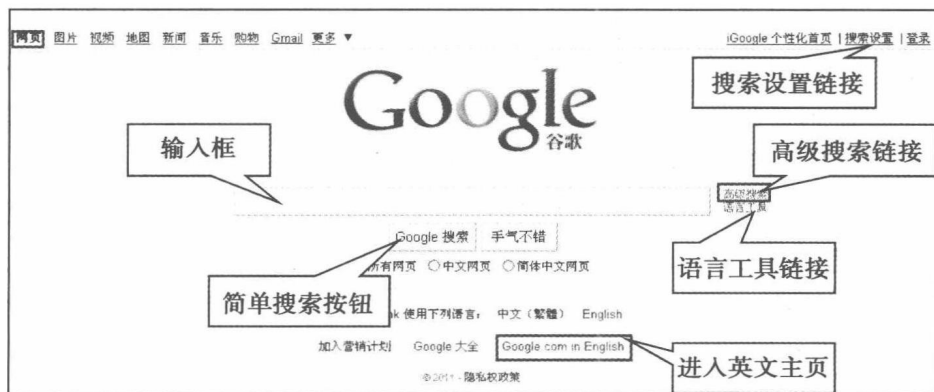 网页 图片 视频 地图 新闻 音乐 购物 Gmail 更多 ▼ iGoogle 个性化首页 | 搜索设置 | 登录
搜索设置链接
Google
谷歌
输入框
高级搜索链接
高级搜索
语言工具
Google 搜索 手气不错
语言工具链接
所有网页 中文网页 简体中文网页
简单搜索按钮
使用下列语言: 中文(繁體) English
加入营销计划 Google 大全 Google.com in English
进入英文主页
©2011 - 隐私权政策